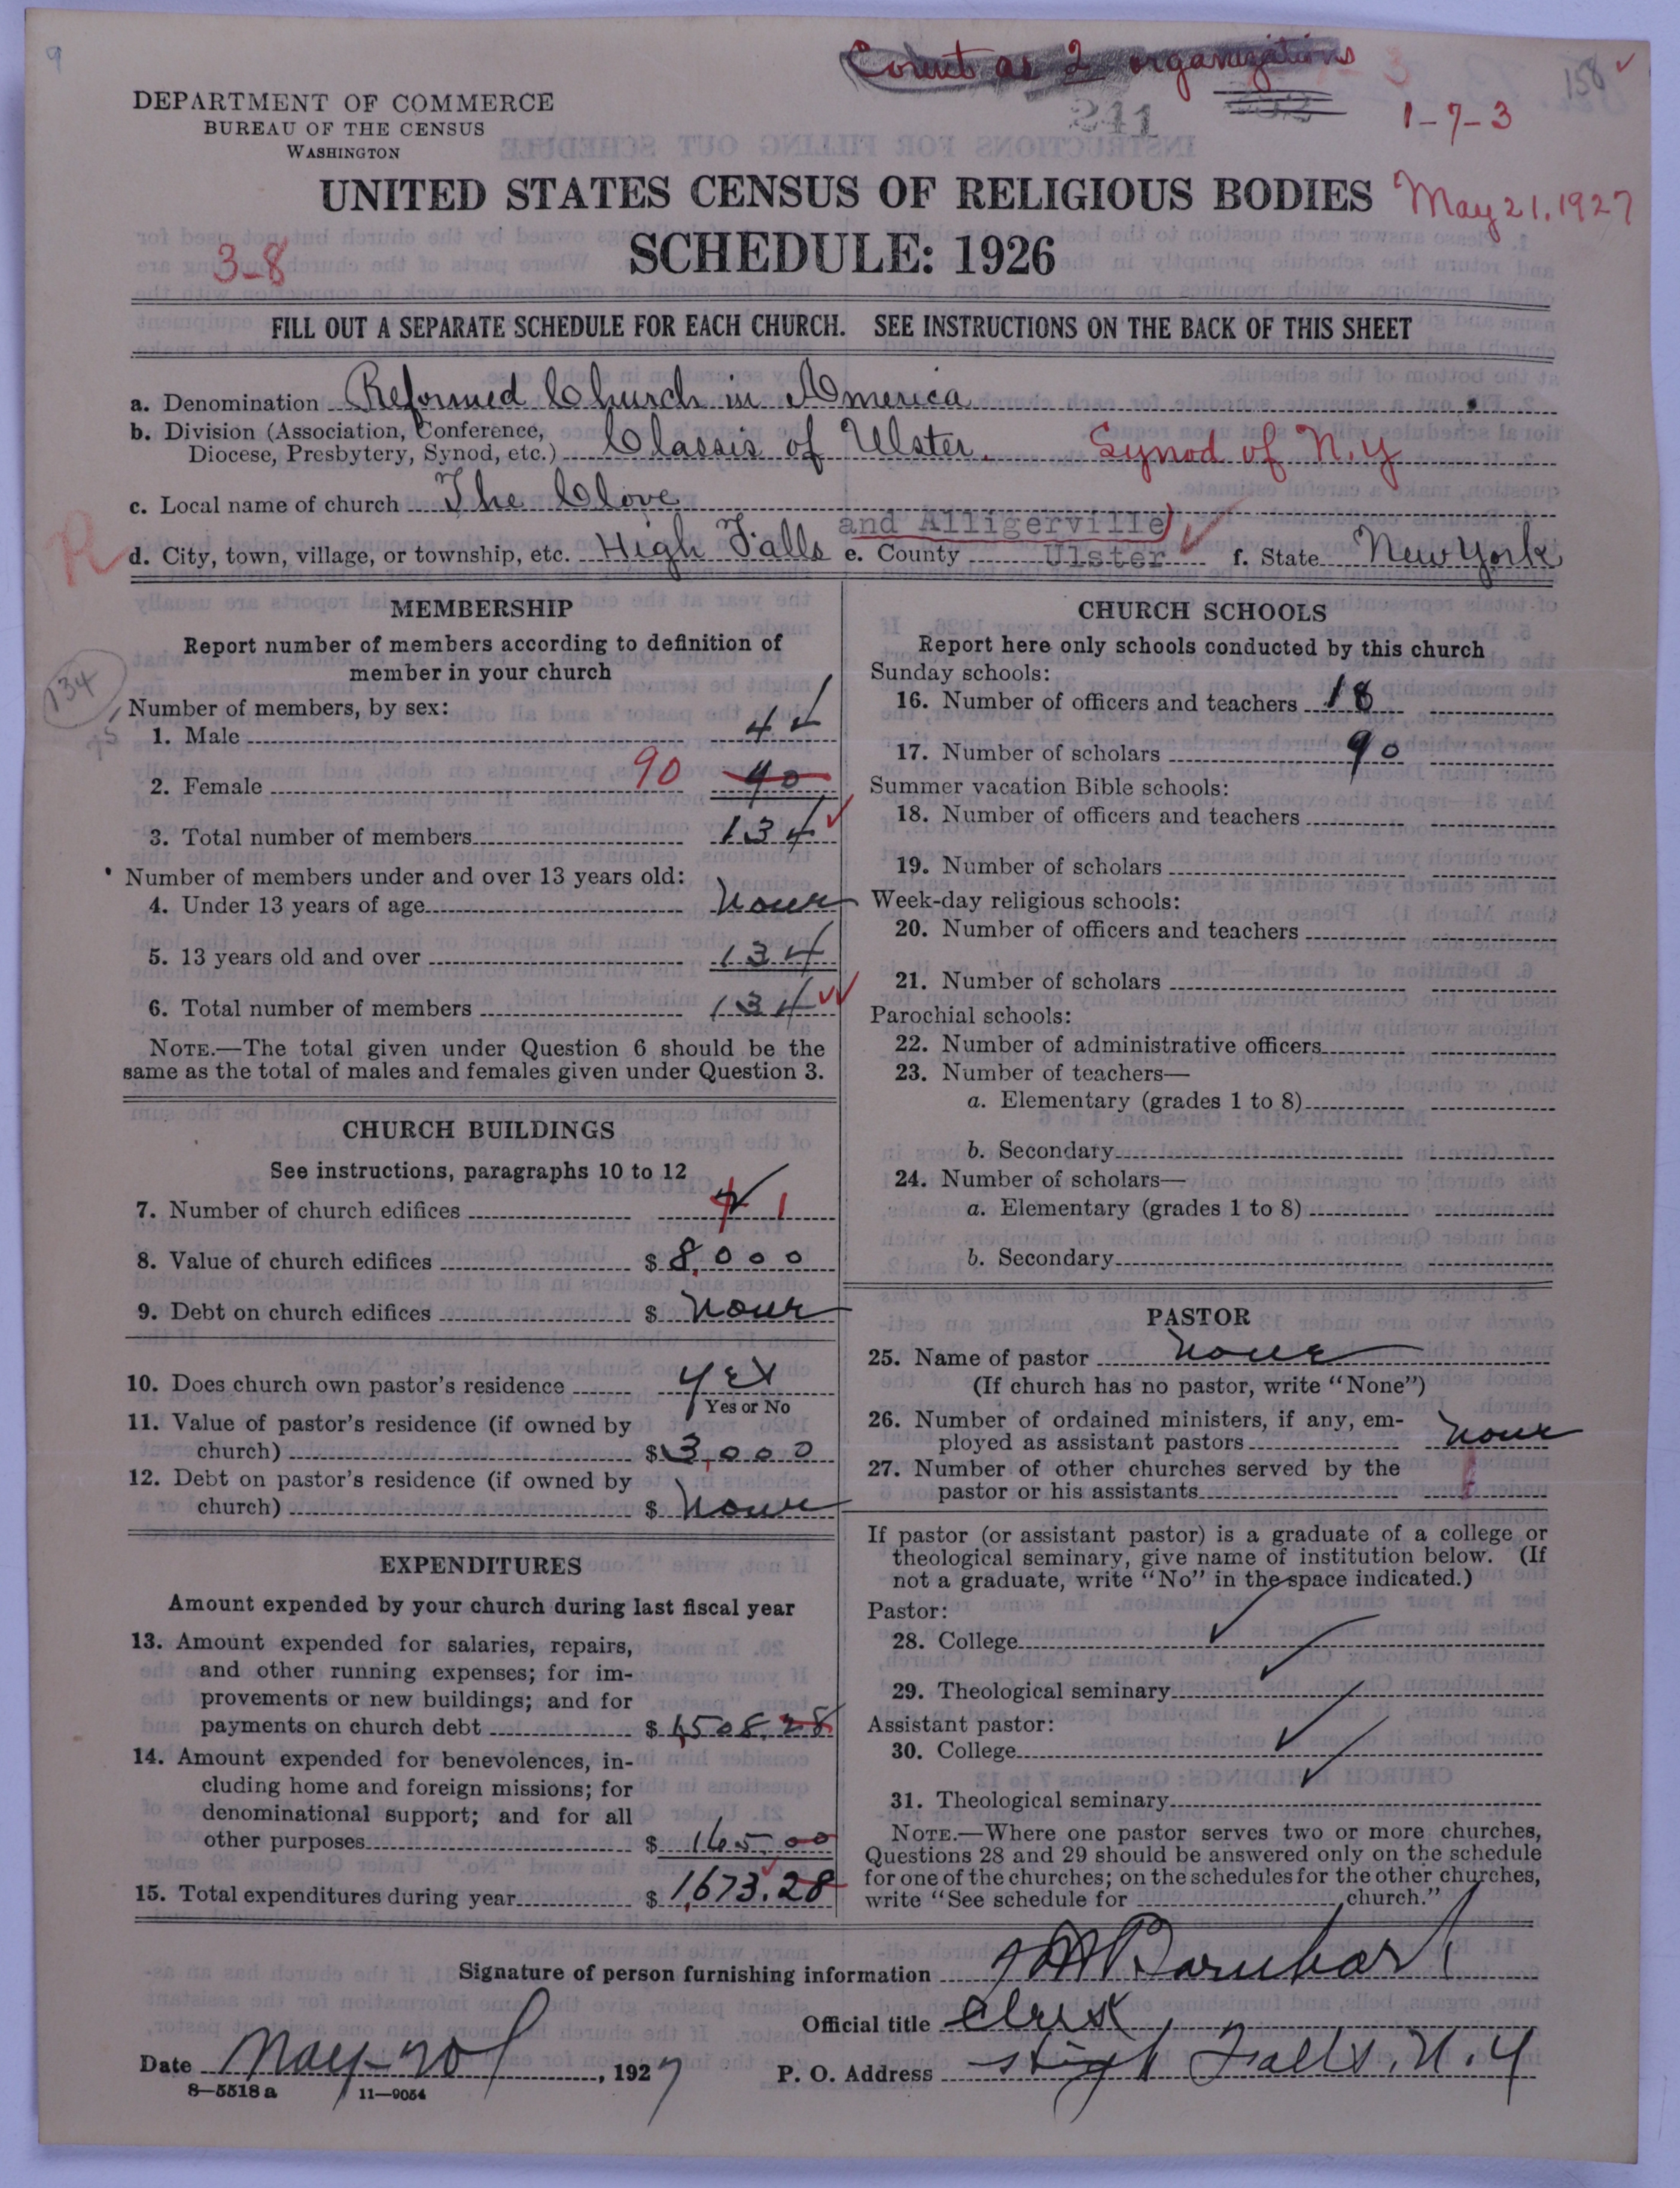 9
Count as 2 organizations
158
241
1-7-3
DEPARTMENT OF COMMERCE
BUREAU OF THE CENSUS
WASHINGTON
UNITED STATES CENSUS OF RELIGIOUS BODIES
May 21, 1927
SCHEDULE: 1926
3-8
FILL OUT A SEPARATE SCHEDULE FOR EACH CHURCH. SEE INSTRUCTIONS ON THE BACK OF THIS SHEET
a. Denomination Reformed Church in America
b. Division (Association, Conference,
Diocese, Presbytery, Synod, etc.) Classis of Ulster. Synod of N.Y
c. Local name of church The Clove
and Alligerville)
R
d. City, town, village, or township, etc. High Falls e. County Ulster f. State New York
MEMBERSHIP
Report number of members according to definition of
member in your church
134
Number of members, by sex:
1. Male 44
2. Female 90 90
3. Total number of members 134
Number of members under and over 13 years old:
4. Under 13 years of age none
5. 13 years old and over 134
6. Total number of members 134
NOTE.—The total given under Question 6 should be the
same as the total of males and females given under Question 3.
CHURCH BUILDINGS
See instructions, paragraphs 10 to 12
7. Number of church edifices 1
8. Value of church edifices $ 8,000
9. Debt on church edifices $ none
10. Does church own pastor's residence yes
Yes or No
11. Value of pastor's residence (if owned by
church) $ 3,000
12. Debt on pastor's residence (if owned by
church) $ none
EXPENDITURES
Amount expended by your church during last fiscal year
13. Amount expended for salaries, repairs,
and other running expenses; for im-
provements or new buildings; and for
payments on church debt $ 1,508.28
14. Amount expended for benevolences, in-
cluding home and foreign missions; for
denominational support; and for all
other purposes $ 165.00
15. Total expenditures during year $ 1,673.28
CHURCH SCHOOLS
Report here only schools conducted by this church
Sunday schools:
16. Number of officers and teachers 18
17. Number of scholars 90
Summer vacation Bible schools:
18. Number of officers and teachers
19. Number of scholars
Week-day religious schools:
20. Number of officers and teachers
21. Number of scholars
Parochial schools:
22. Number of administrative officers
23. Number of teachers—
a. Elementary (grades 1 to 8)
b. Secondary
24. Number of scholars—
a. Elementary (grades 1 to 8)
b. Secondary
PASTOR
25. Name of pastor none
(If church has no pastor, write "None")
26. Number of ordained ministers, if any, em-
ployed as assistant pastors none
27. Number of other churches served by the
pastor or his assistants
If pastor (or assistant pastor) is a graduate of a college or
theological seminary, give name of institution below. (If
not a graduate, write "No" in the space indicated.)
Pastor:
28. College
29. Theological seminary
Assistant pastor:
30. College
31. Theological seminary
NOTE.—Where one pastor serves two or more churches,
Questions 28 and 29 should be answered only on the schedule
for one of the churches; on the schedules for the other churches,
write "See schedule for church."
Signature of person furnishing information Barnhart
Official title Clerk
Date May 20, 1927 P. O. Address High Falls, N.Y
8—5518 a 11—9054